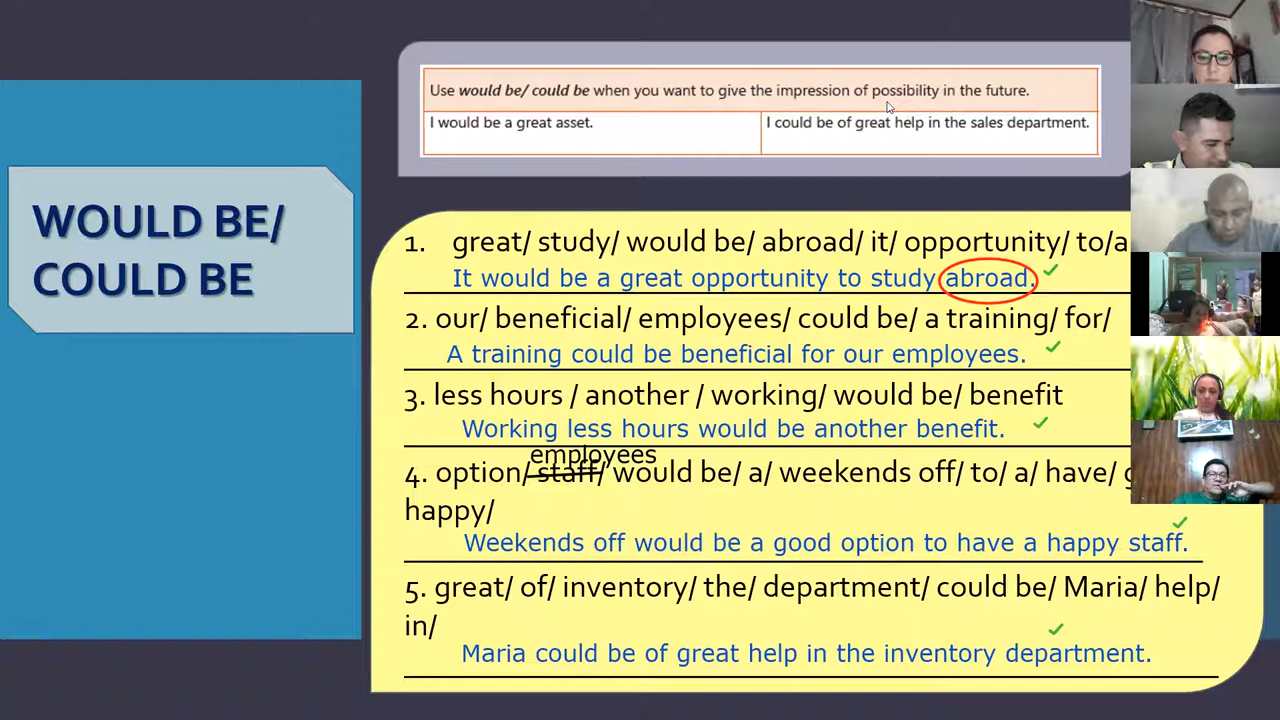 WOULD BE/
COULD BE
Use would be/ could be when you want to give the impression of possibility in the future.
I would be a great asset.
I could be of great help in the sales department.
1. great/ study/ would be/ abroad/ it/ opportunity/ to/a
It would be a great opportunity to study abroad.
2. our/ beneficial/ employees/ could be/ a training/ for/
A training could be beneficial for our employees.
3. less hours / another / working/ would be/ benefit
Working less hours would be another benefit.
employees
4. option/ staff/ would be/ a/ weekends off/ to/ a/ have/
happy/
Weekends off would be a good option to have a happy staff.
5. great/ of/ inventory/ the/ department/ could be/ Maria/ help/
in/
Maria could be of great help in the inventory department.